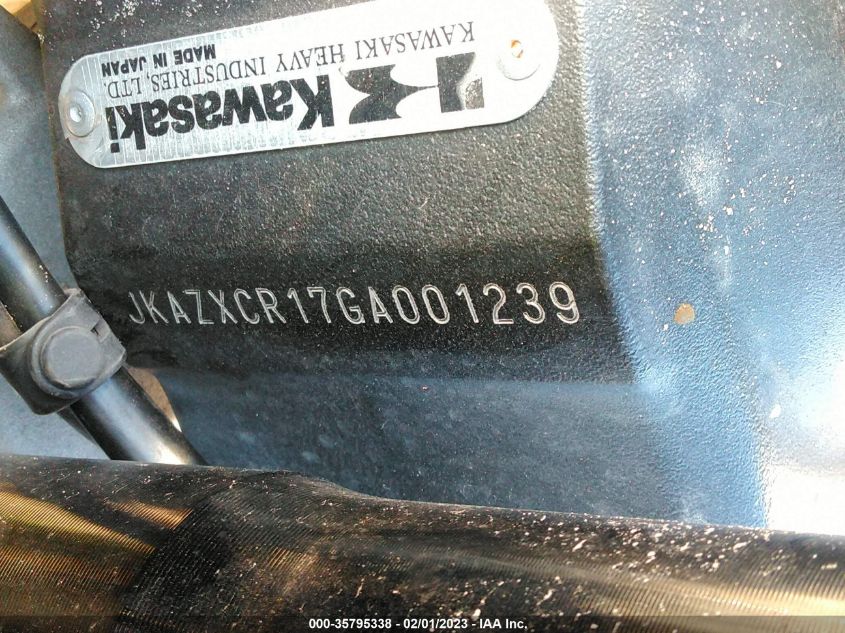 Kawasaki
KAWASAKI HEAVY INDUSTRIES, LTD.
MADE IN JAPAN
JKAZXCR17GA001239
000-35795338 - 02/01/2023 - IAA Inc.